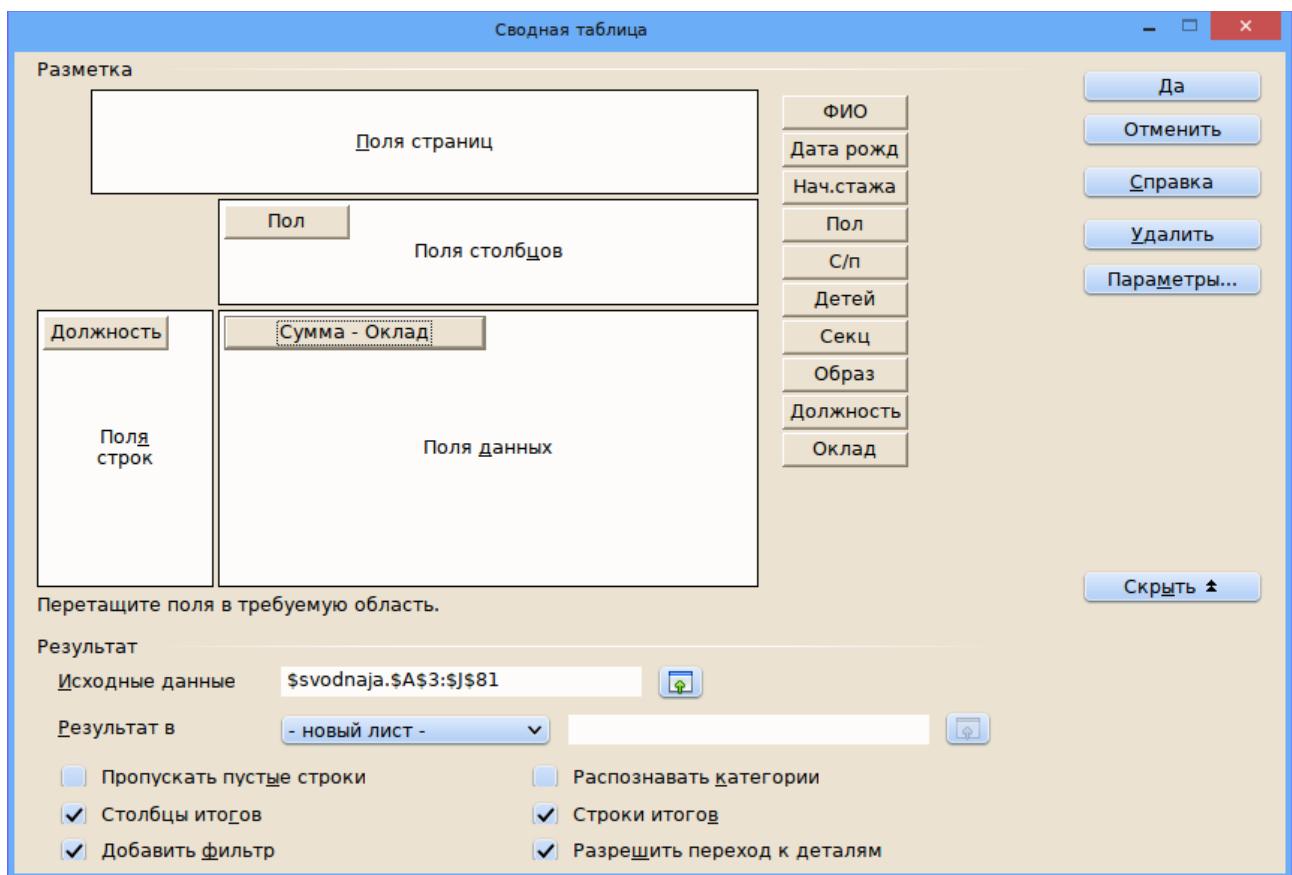 Сводная таблица
Разметка
Поля страниц
Пол
Поля столбцов
Должность
Поля
строк
Сумма - Оклад
Поля данных
ФИО
Дата рожд
Нач.стажа
Пол
С/п
Детей
Секц
Образ
Должность
Оклад
Да
Отменить
Справка
Удалить
Параметры...
Скрыть
Перетащите поля в требуемую область.
Результат
Исходные данные $svodnaja.$A$3:$J$81
Результат в - новый лист -
Пропускать пустые строки Распознавать категории
Столбцы итогов Строки итогов
Добавить фильтр Разрешить переход к деталям